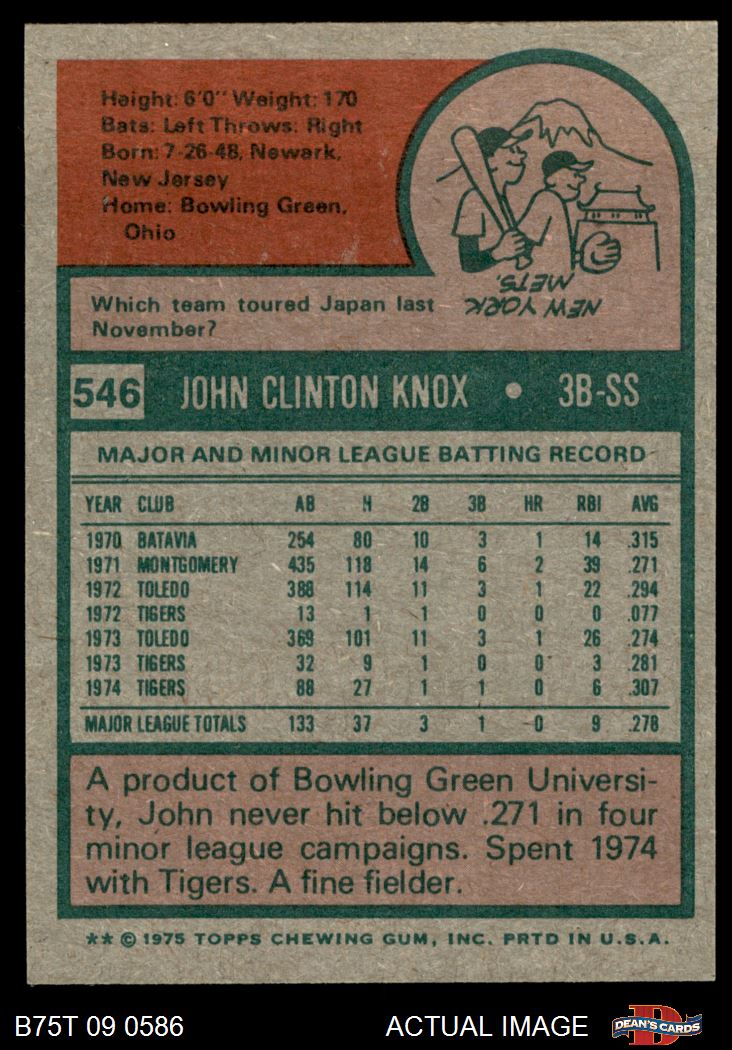 Height: 6'0" Weight: 170
Bats: Left Throws: Right
Born: 7-26-48, Newark,
New Jersey
Home: Bowling Green,
Ohio
Which team toured Japan last
November?
NEW YORK
METS.
546 JOHN CLINTON KNOX • 3B-SS
MAJOR AND MINOR LEAGUE BATTING RECORD
YEAR CLUB AB H 2B 3B HR RBI AVG
1970 BATAVIA 254 80 10 3 1 14 .315
1971 MONTGOMERY 435 118 14 6 2 39 .271
1972 TOLEDO 388 114 11 3 1 22 .294
1972 TIGERS 13 1 1 0 0 0 .077
1973 TOLEDO 369 101 11 3 1 26 .274
1973 TIGERS 32 9 1 0 0 3 .281
1974 TIGERS 88 27 1 1 0 6 .307
MAJOR LEAGUE TOTALS 133 37 3 1 0 9 .278
A product of Bowling Green Universi-
ty, John never hit below .271 in four
minor league campaigns. Spent 1974
with Tigers. A fine fielder.
** © 1975 TOPPS CHEWING GUM, INC. PRTD IN U.S.A.
B75T 09 0586 ACTUAL IMAGE D DEAN'S CARDS